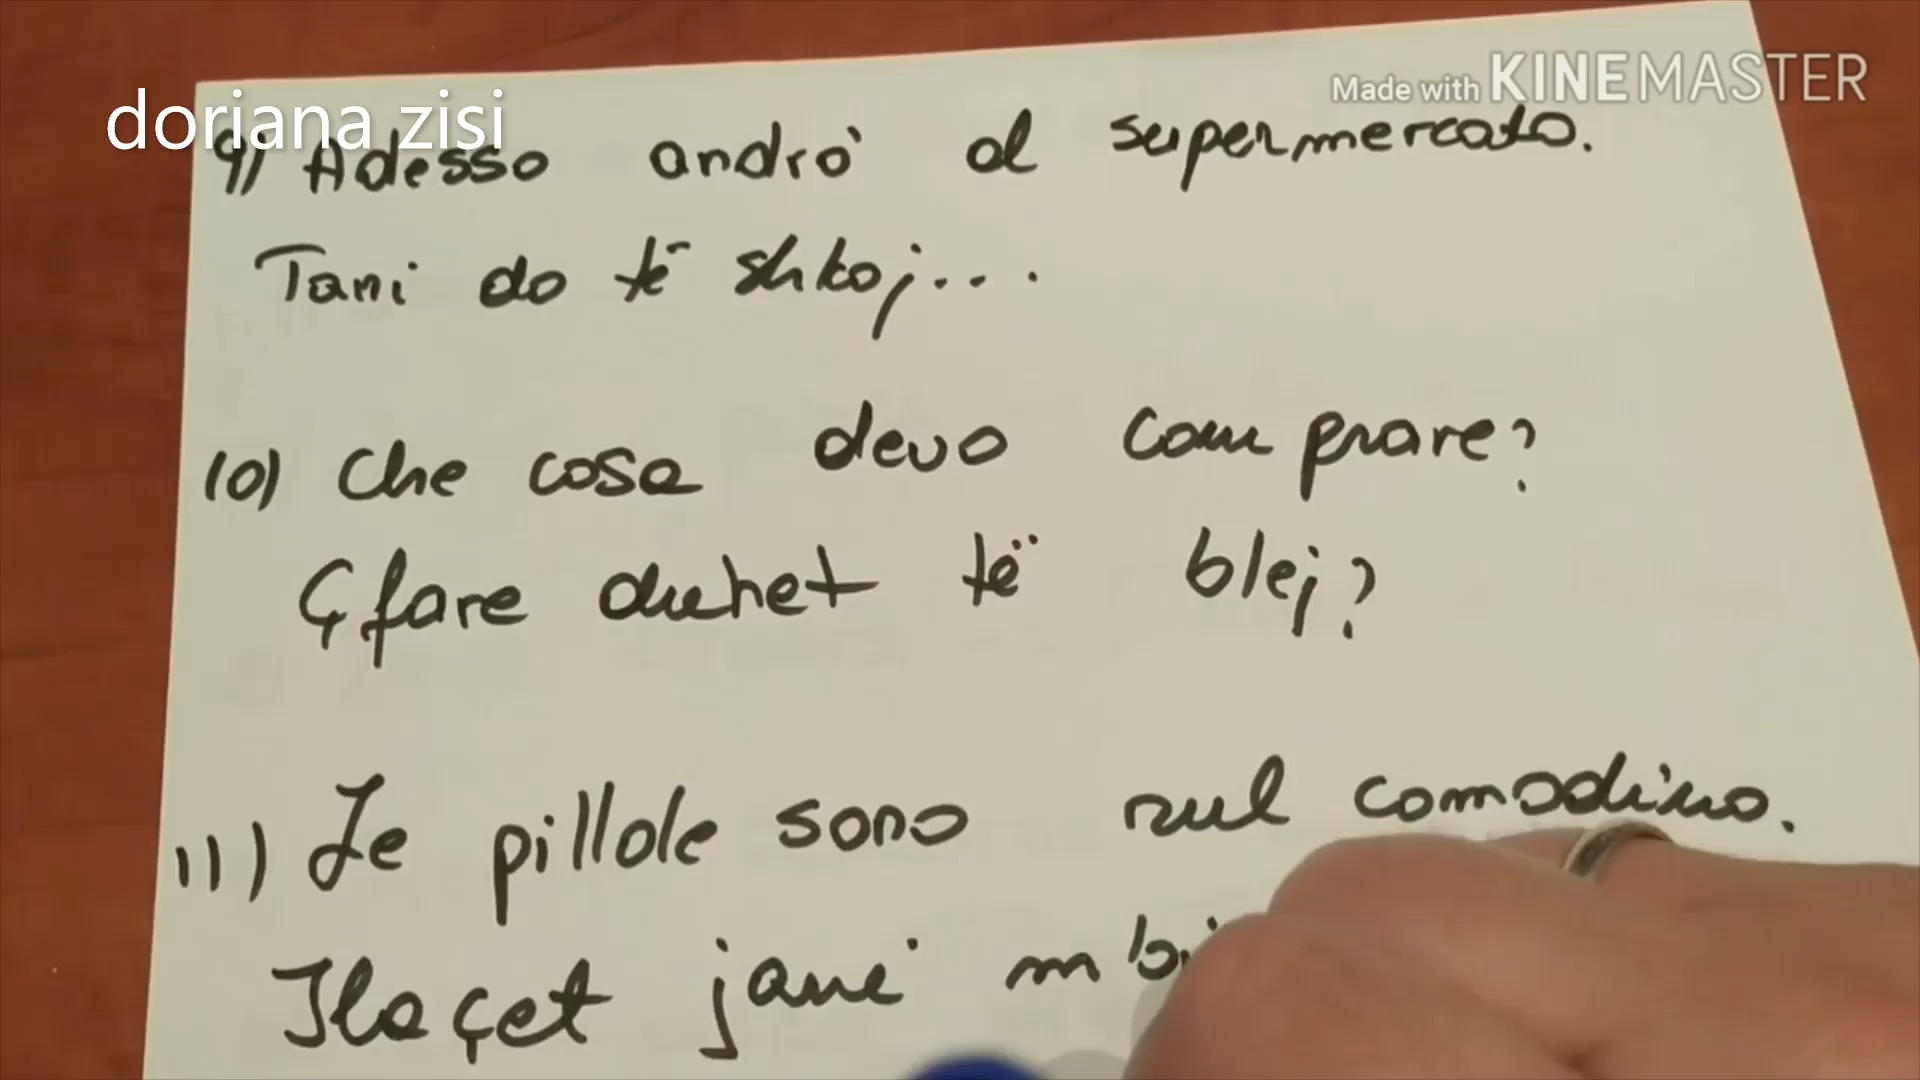 Made with KINEMASTER
doriana zisi
9) Adesso andrò al supermercato.
Tani do të shkoj...
10) Che cosa devo comprare?
Çfare duhet të blej?
11) Le pillole sono sul comodino.
Ilaçet janë mbi